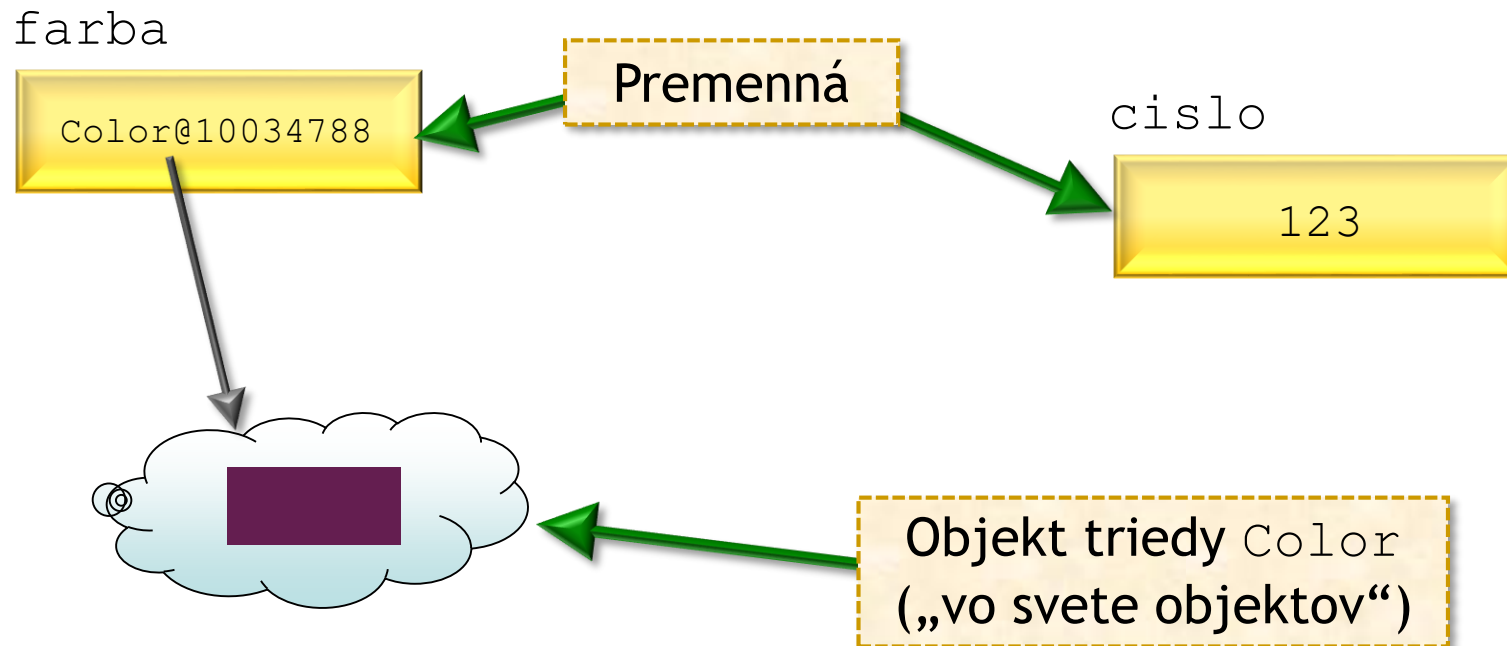 farba
Premenná
Color@10034788
cislo
123
Objekt triedy Color
(„vo svete objektov“)